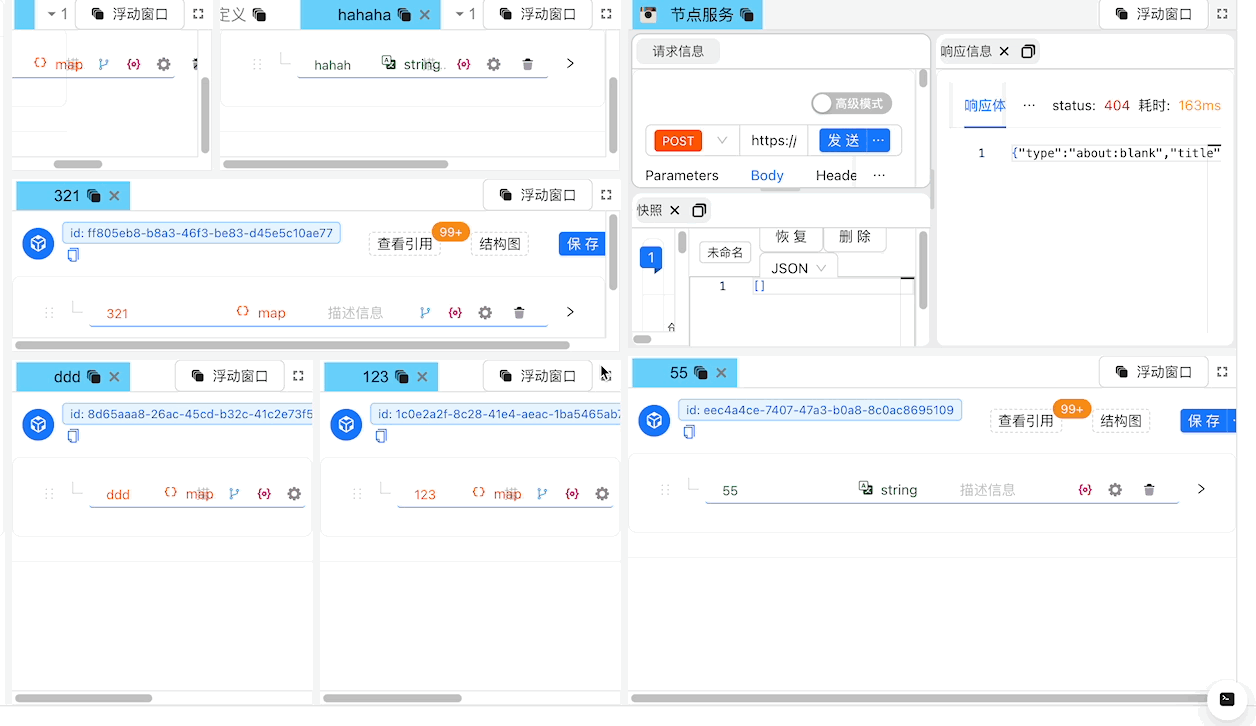 1
浮动窗口
定义
hahaha
1
浮动窗口
map
hahah
string
321
浮动窗口
id: ff805eb8-b8a3-46f3-be83-d45e5c10ae77
查看引用
99+
结构图
保存
321
map
描述信息
ddd
浮动窗口
id: 8d65aaa8-26ac-45cd-b32c-41c2e73f5
ddd
map
123
浮动窗口
id: 1c0e2a2f-8c28-41e4-aeac-1ba5465ab7
123
map
节点服务
浮动窗口
请求信息
高级模式
POST
https://
发送
···
Parameters
Body
Heade
···
响应信息
响应体
···
status: 404 耗时: 163ms
1
{"type":"about:blank","title"
快照
1
未命名
恢复
删除
JSON
1
[]
55
浮动窗口
id: eec4a4ce-7407-47a3-b0a8-8c0ac8695109
查看引用
99+
结构图
保存
55
string
描述信息